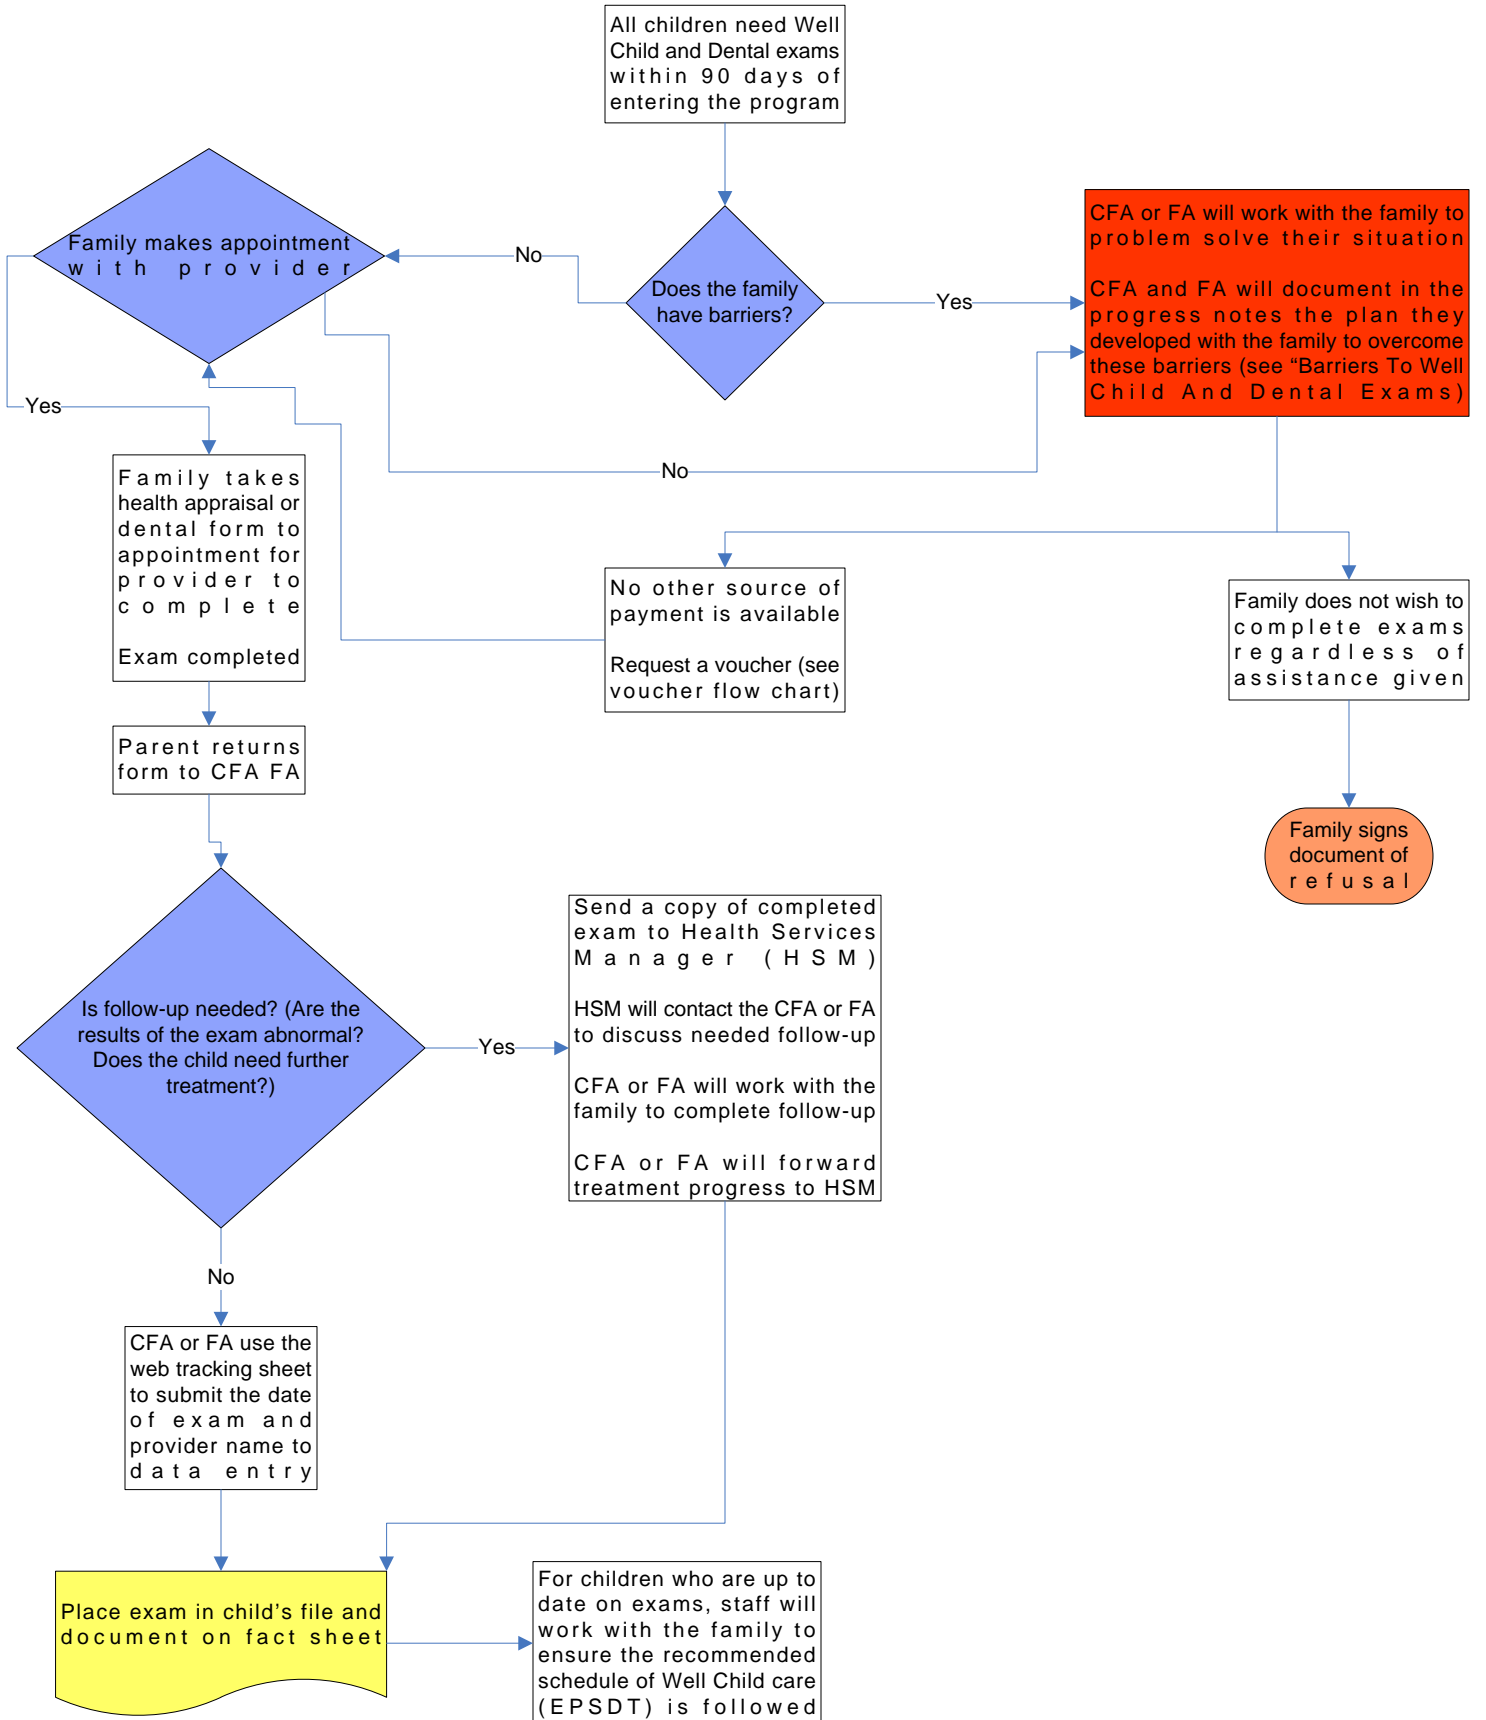 All children need Well
Child and Dental exams
within 90 days of
entering the program
Family makes appointment
with provider
No
Does the family
have barriers?
Yes
CFA or FA will work with the family to
problem solve their situation
CFA and FA will document in the
progress notes the plan they
developed with the family to overcome
these barriers (see “Barriers To Well
Child And Dental Exams)
Yes
No
Family takes
health appraisal or
dental form to
appointment for
provider to
complete
Exam completed
No other source of
payment is available
Request a voucher (see
voucher flow chart)
Family does not wish to
complete exams
regardless of
assistance given
Parent returns
form to CFA FA
Family signs
document of
refusal
Is follow-up needed? (Are the
results of the exam abnormal?
Does the child need further
treatment?)
Yes
Send a copy of completed
exam to Health Services
Manager (HSM)
HSM will contact the CFA or FA
to discuss needed follow-up
CFA or FA will work with the
family to complete follow-up
CFA or FA will forward
treatment progress to HSM
No
CFA or FA use the
web tracking sheet
to submit the date
of exam and
provider name to
data entry
Place exam in child’s file and
document on fact sheet
For children who are up to
date on exams, staff will
work with the family to
ensure the recommended
schedule of Well Child care
(EPSDT) is followed